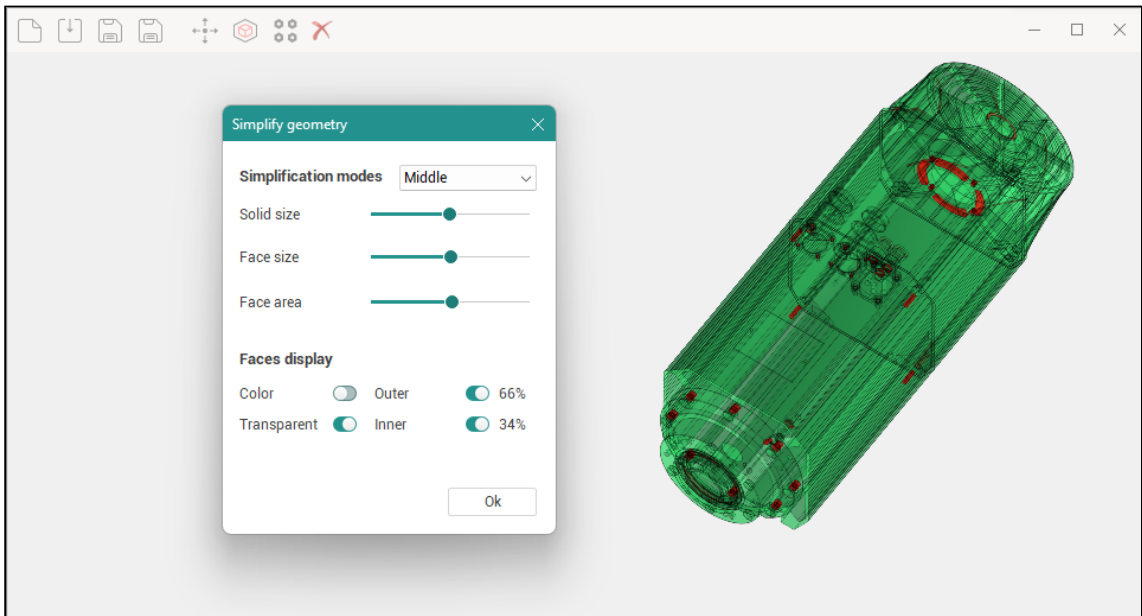 Simplify geometry
Simplification modes Middle
Solid size
Face size
Face area
Faces display
Color Outer 66%
Transparent Inner 34%
Ok